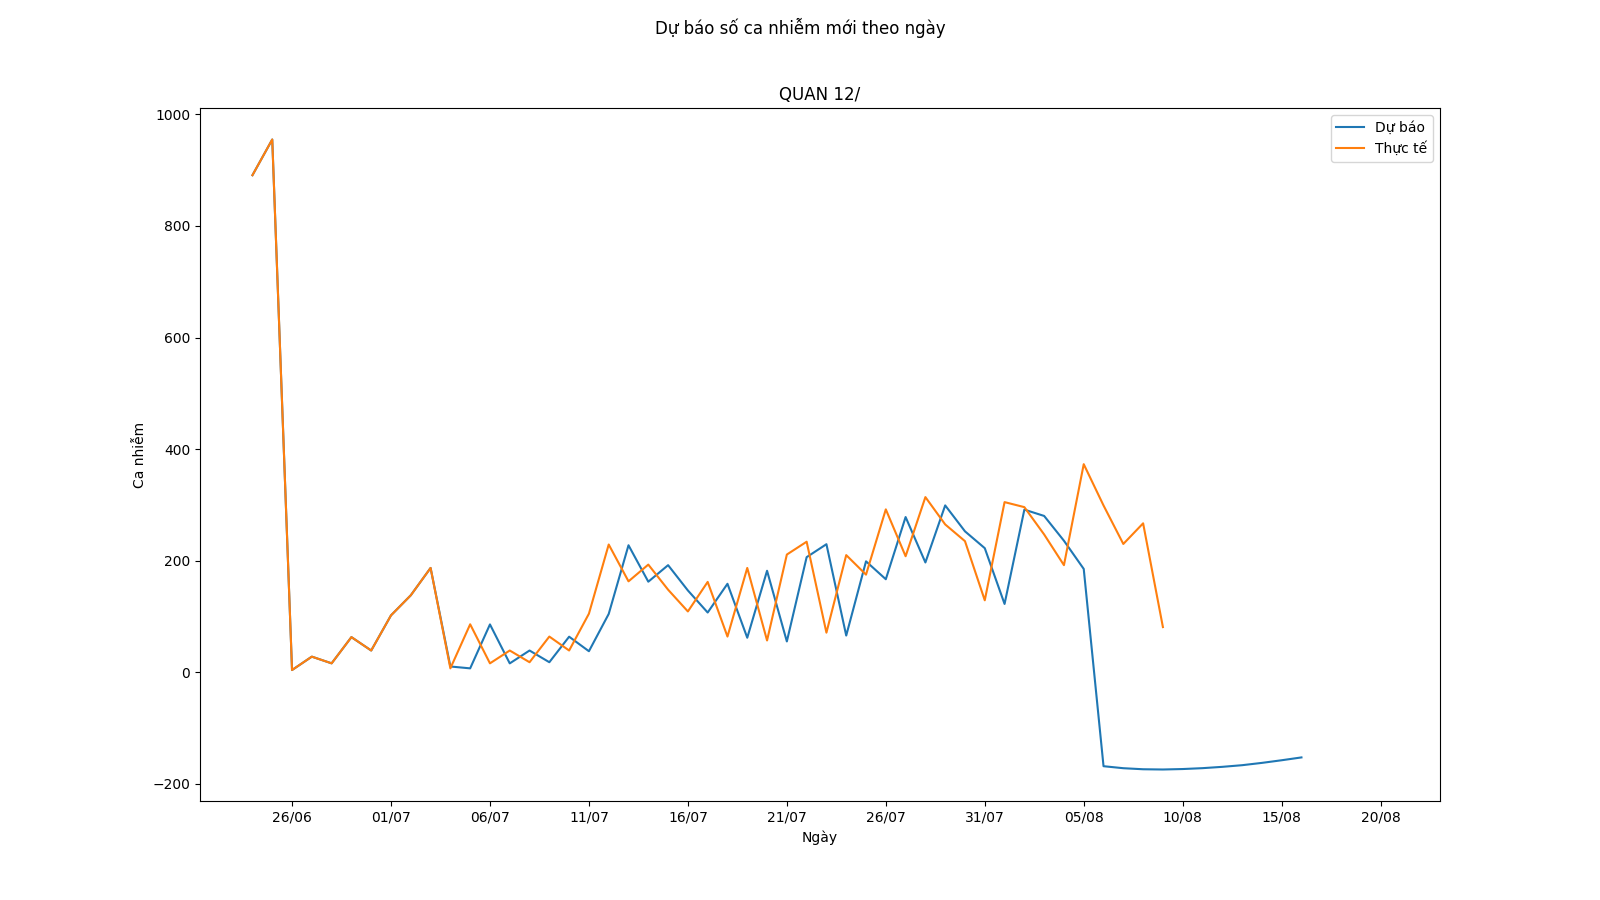 Dự báo số ca nhiễm mới theo ngày
QUAN 12/
1000
800
600
400
200
0
−200
Ca nhiễm
Dự báo
Thực tế
26/06 01/07 06/07 11/07 16/07 21/07 26/07 31/07 05/08 10/08 15/08 20/08
Ngày